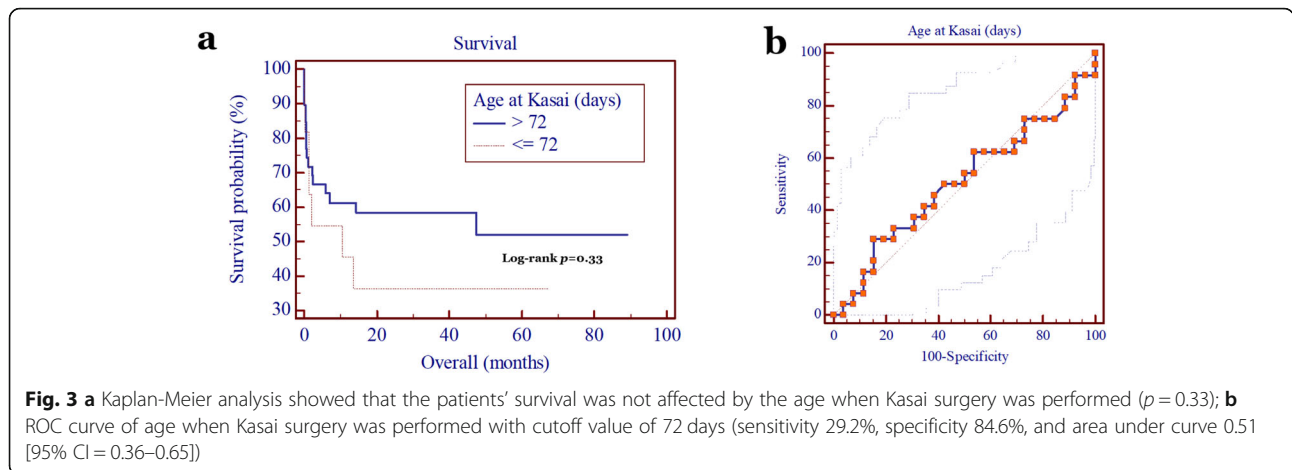 a
Survival
Survival probability (%)
100
90
80
70
60
50
40
30
0 20 40 60 80 100
Overall (months)
Age at Kasai (days)
> 72
<= 72
Log-rank p=0.33
b
Age at Kasai (days)
Sensitivity
100
80
60
40
20
0
0 20 40 60 80 100
100-Specificity
Fig. 3 a Kaplan-Meier analysis showed that the patients’ survival was not affected by the age when Kasai surgery was performed (p = 0.33); b
ROC curve of age when Kasai surgery was performed with cutoff value of 72 days (sensitivity 29.2%, specificity 84.6%, and area under curve 0.51
[95% CI = 0.36–0.65])